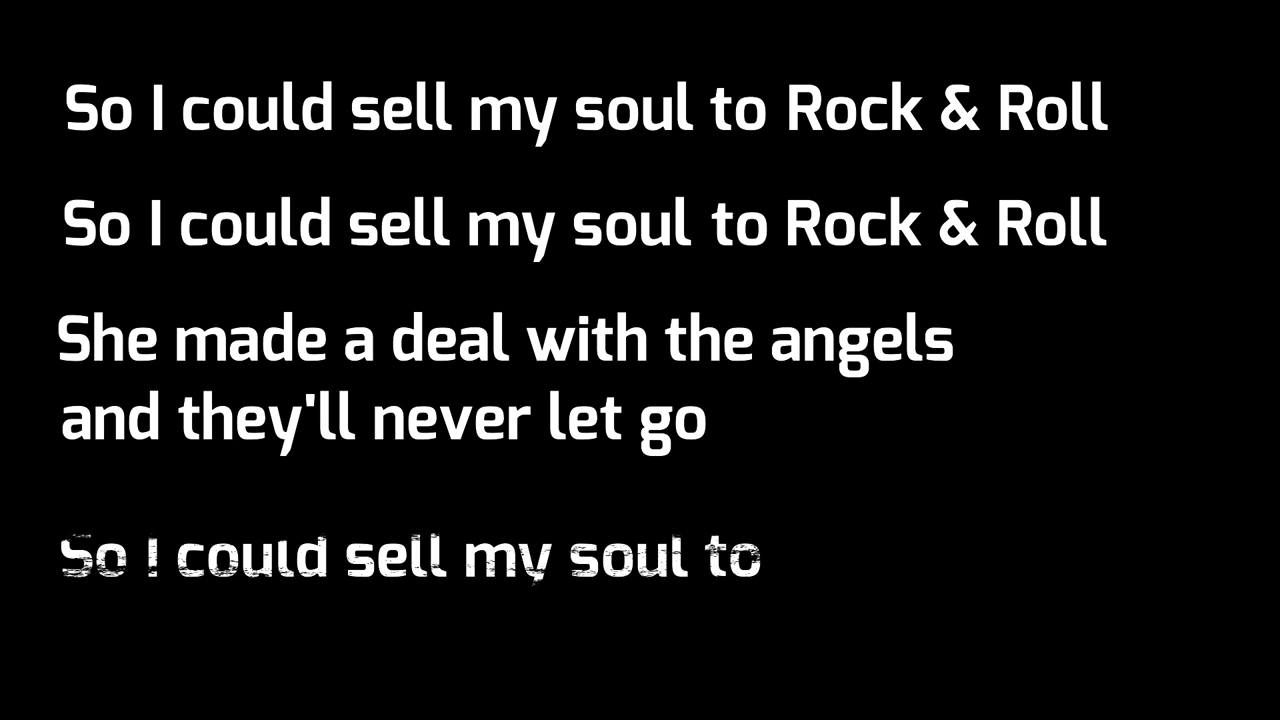 So I could sell my soul to Rock & Roll
So I could sell my soul to Rock & Roll
She made a deal with the angels
and they'll never let go
So I could sell my soul to